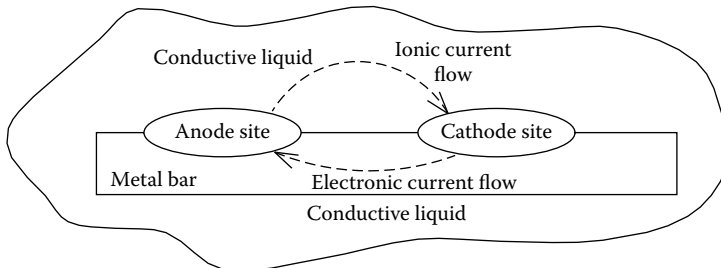 Conductive liquid
Ionic current
flow
Anode site
Cathode site
Metal bar
Electronic current flow
Conductive liquid